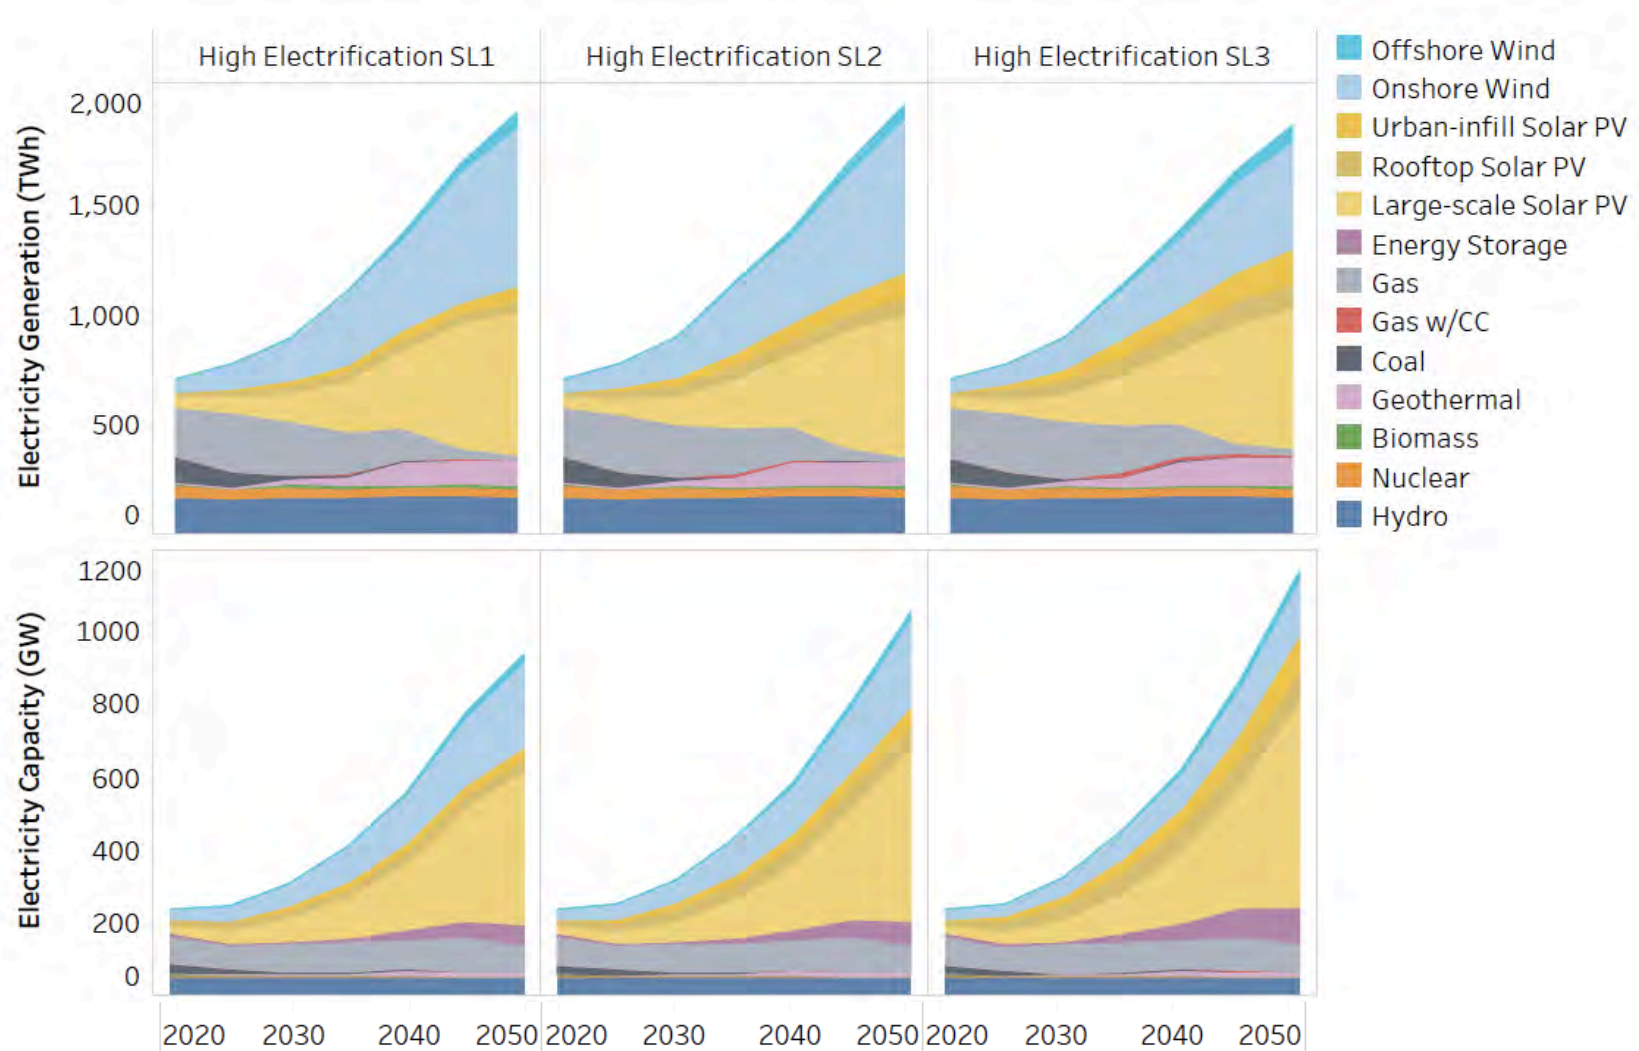 High Electrification SL1
High Electrification SL2
High Electrification SL3
Electricity Generation (TWh)
2,000
1,500
1,000
500
0
Offshore Wind
Onshore Wind
Urban-infill Solar PV
Rooftop Solar PV
Large-scale Solar PV
Energy Storage
Gas
Gas w/CC
Coal
Geothermal
Biomass
Nuclear
Hydro
Electricity Capacity (GW)
1200
1000
800
600
400
200
0
2020 2030 2040 2050 2020 2030 2040 2050 2020 2030 2040 2050